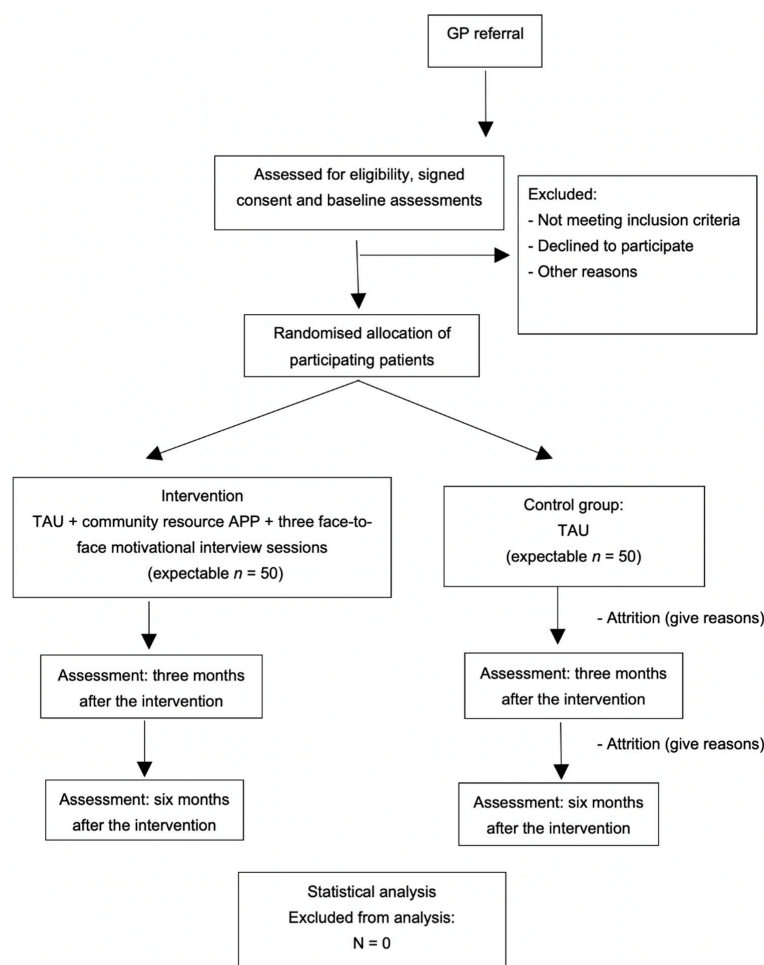 GP referral
Assessed for eligibility, signed
consent and baseline assessments
Excluded:
- Not meeting inclusion criteria
- Declined to participate
- Other reasons
Randomised allocation of
participating patients
Intervention
TAU + community resource APP + three face-to-
face motivational interview sessions
(expectable n = 50)
Control group:
TAU
(expectable n = 50)
- Attrition (give reasons)
Assessment: three months
after the intervention
Assessment: three months
after the intervention
- Attrition (give reasons)
Assessment: six months
after the intervention
Assessment: six months
after the intervention
Statistical analysis
Excluded from analysis:
N = 0